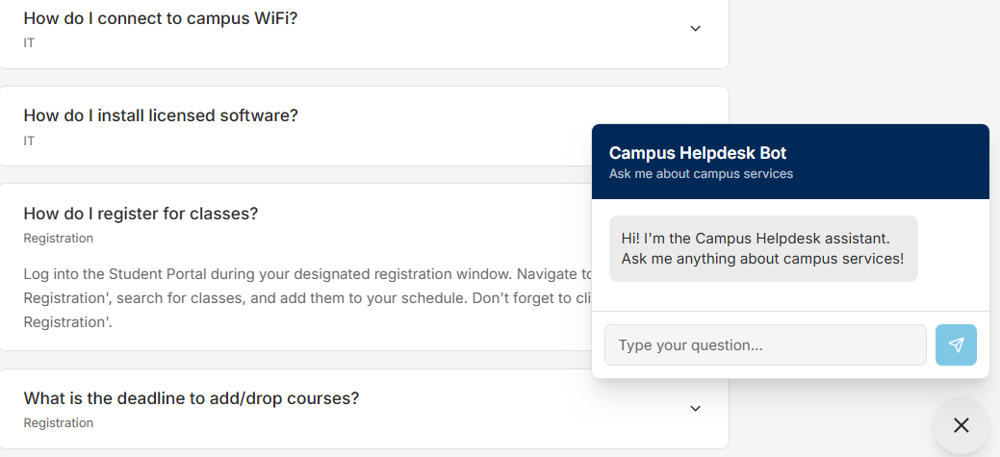 How do I connect to campus WiFi?
IT
How do I install licensed software?
IT
How do I register for classes?
Registration
Log into the Student Portal during your designated registration window. Navigate to
Registration', search for classes, and add them to your schedule. Don't forget to
Registration'.
What is the deadline to add/drop courses?
Registration
Campus Helpdesk Bot
Ask me about campus services
Hi! I'm the Campus Helpdesk assistant.
Ask me anything about campus services!
Type your question...